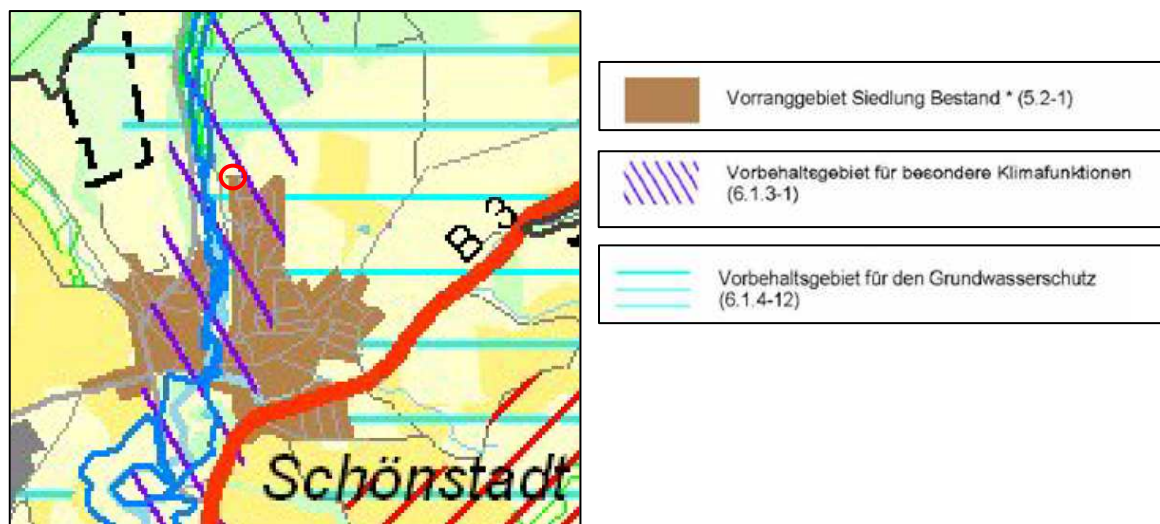 B 3
Schönstadt
Vorranggebiet Siedlung Bestand * (5.2-1)
Vorbehaltsgebiet für besondere Klimafunktionen
(6.1.3-1)
Vorbehaltsgebiet für den Grundwasserschutz
(6.1.4-12)